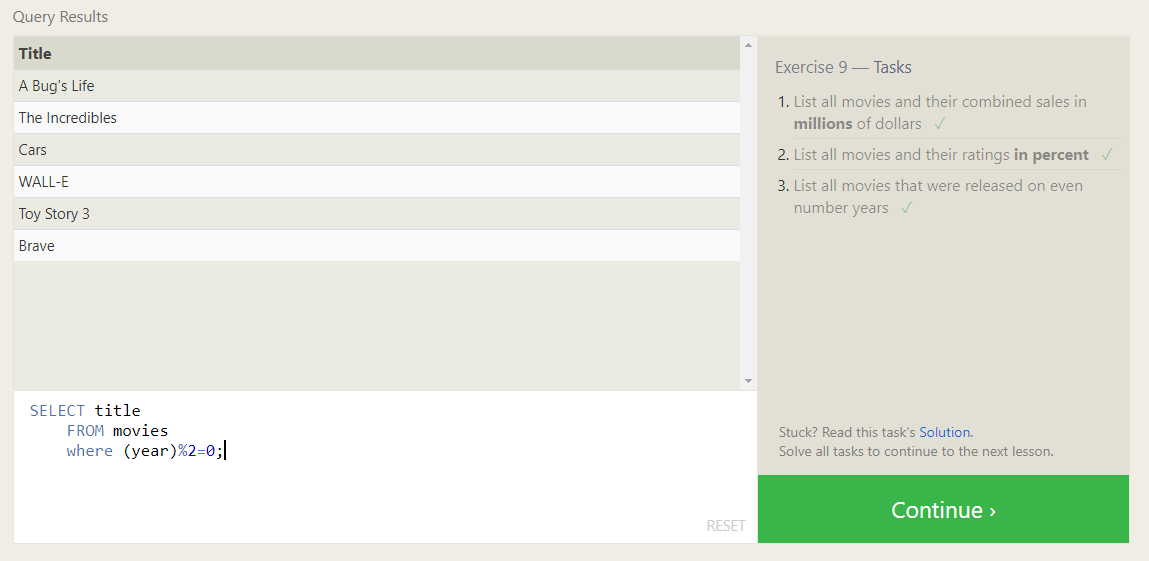 Query Results
Title
A Bug's Life
The Incredibles
Cars
WALL-E
Toy Story 3
Brave
SELECT title
FROM movies
where (year)%2=0;
RESET
Exercise 9 — Tasks
1. List all movies and their combined sales in
millions of dollars ✓
2. List all movies and their ratings in percent ✓
3. List all movies that were released on even
number years ✓
Stuck? Read this task's Solution.
Solve all tasks to continue to the next lesson.
Continue ›